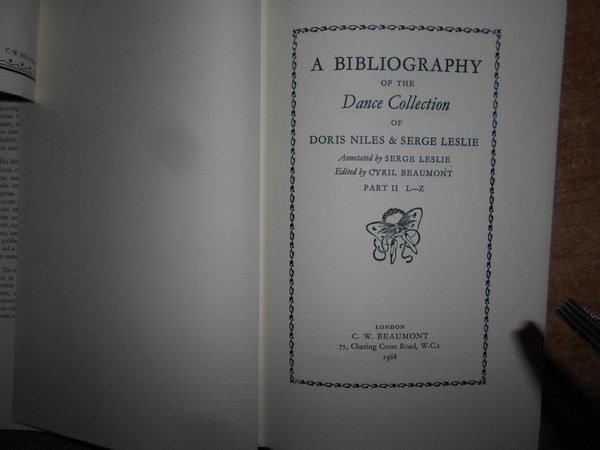 C. W. BEAUM
A BIBLIOGRAPHY
OF THE
Dance Collection
OF
DORIS NILES & SERGE LESLIE
Annotated by SERGE LESLIE
Edited by CYRIL BEAUMONT
PART II L—Z
LONDON
C. W. BEAUMONT
75, Charing Cross Road, W.C.2
1968